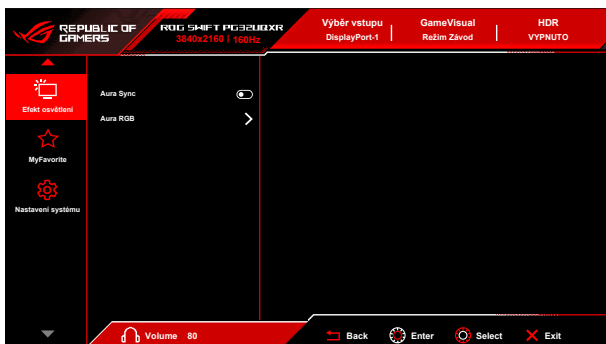 REPUBLIC OF
GAMERS
ROG SWIFT PG32UQXR
3840x2160 | 160Hz
Výběr vstupu
DisplayPort-1
GameVisual
Režim Závod
HDR
VYPNUTO
Efekt osvětlení
Aura Sync
Aura RGB
MyFavorite
Nastavení systému
Volume 80
Back
Enter
Select
Exit